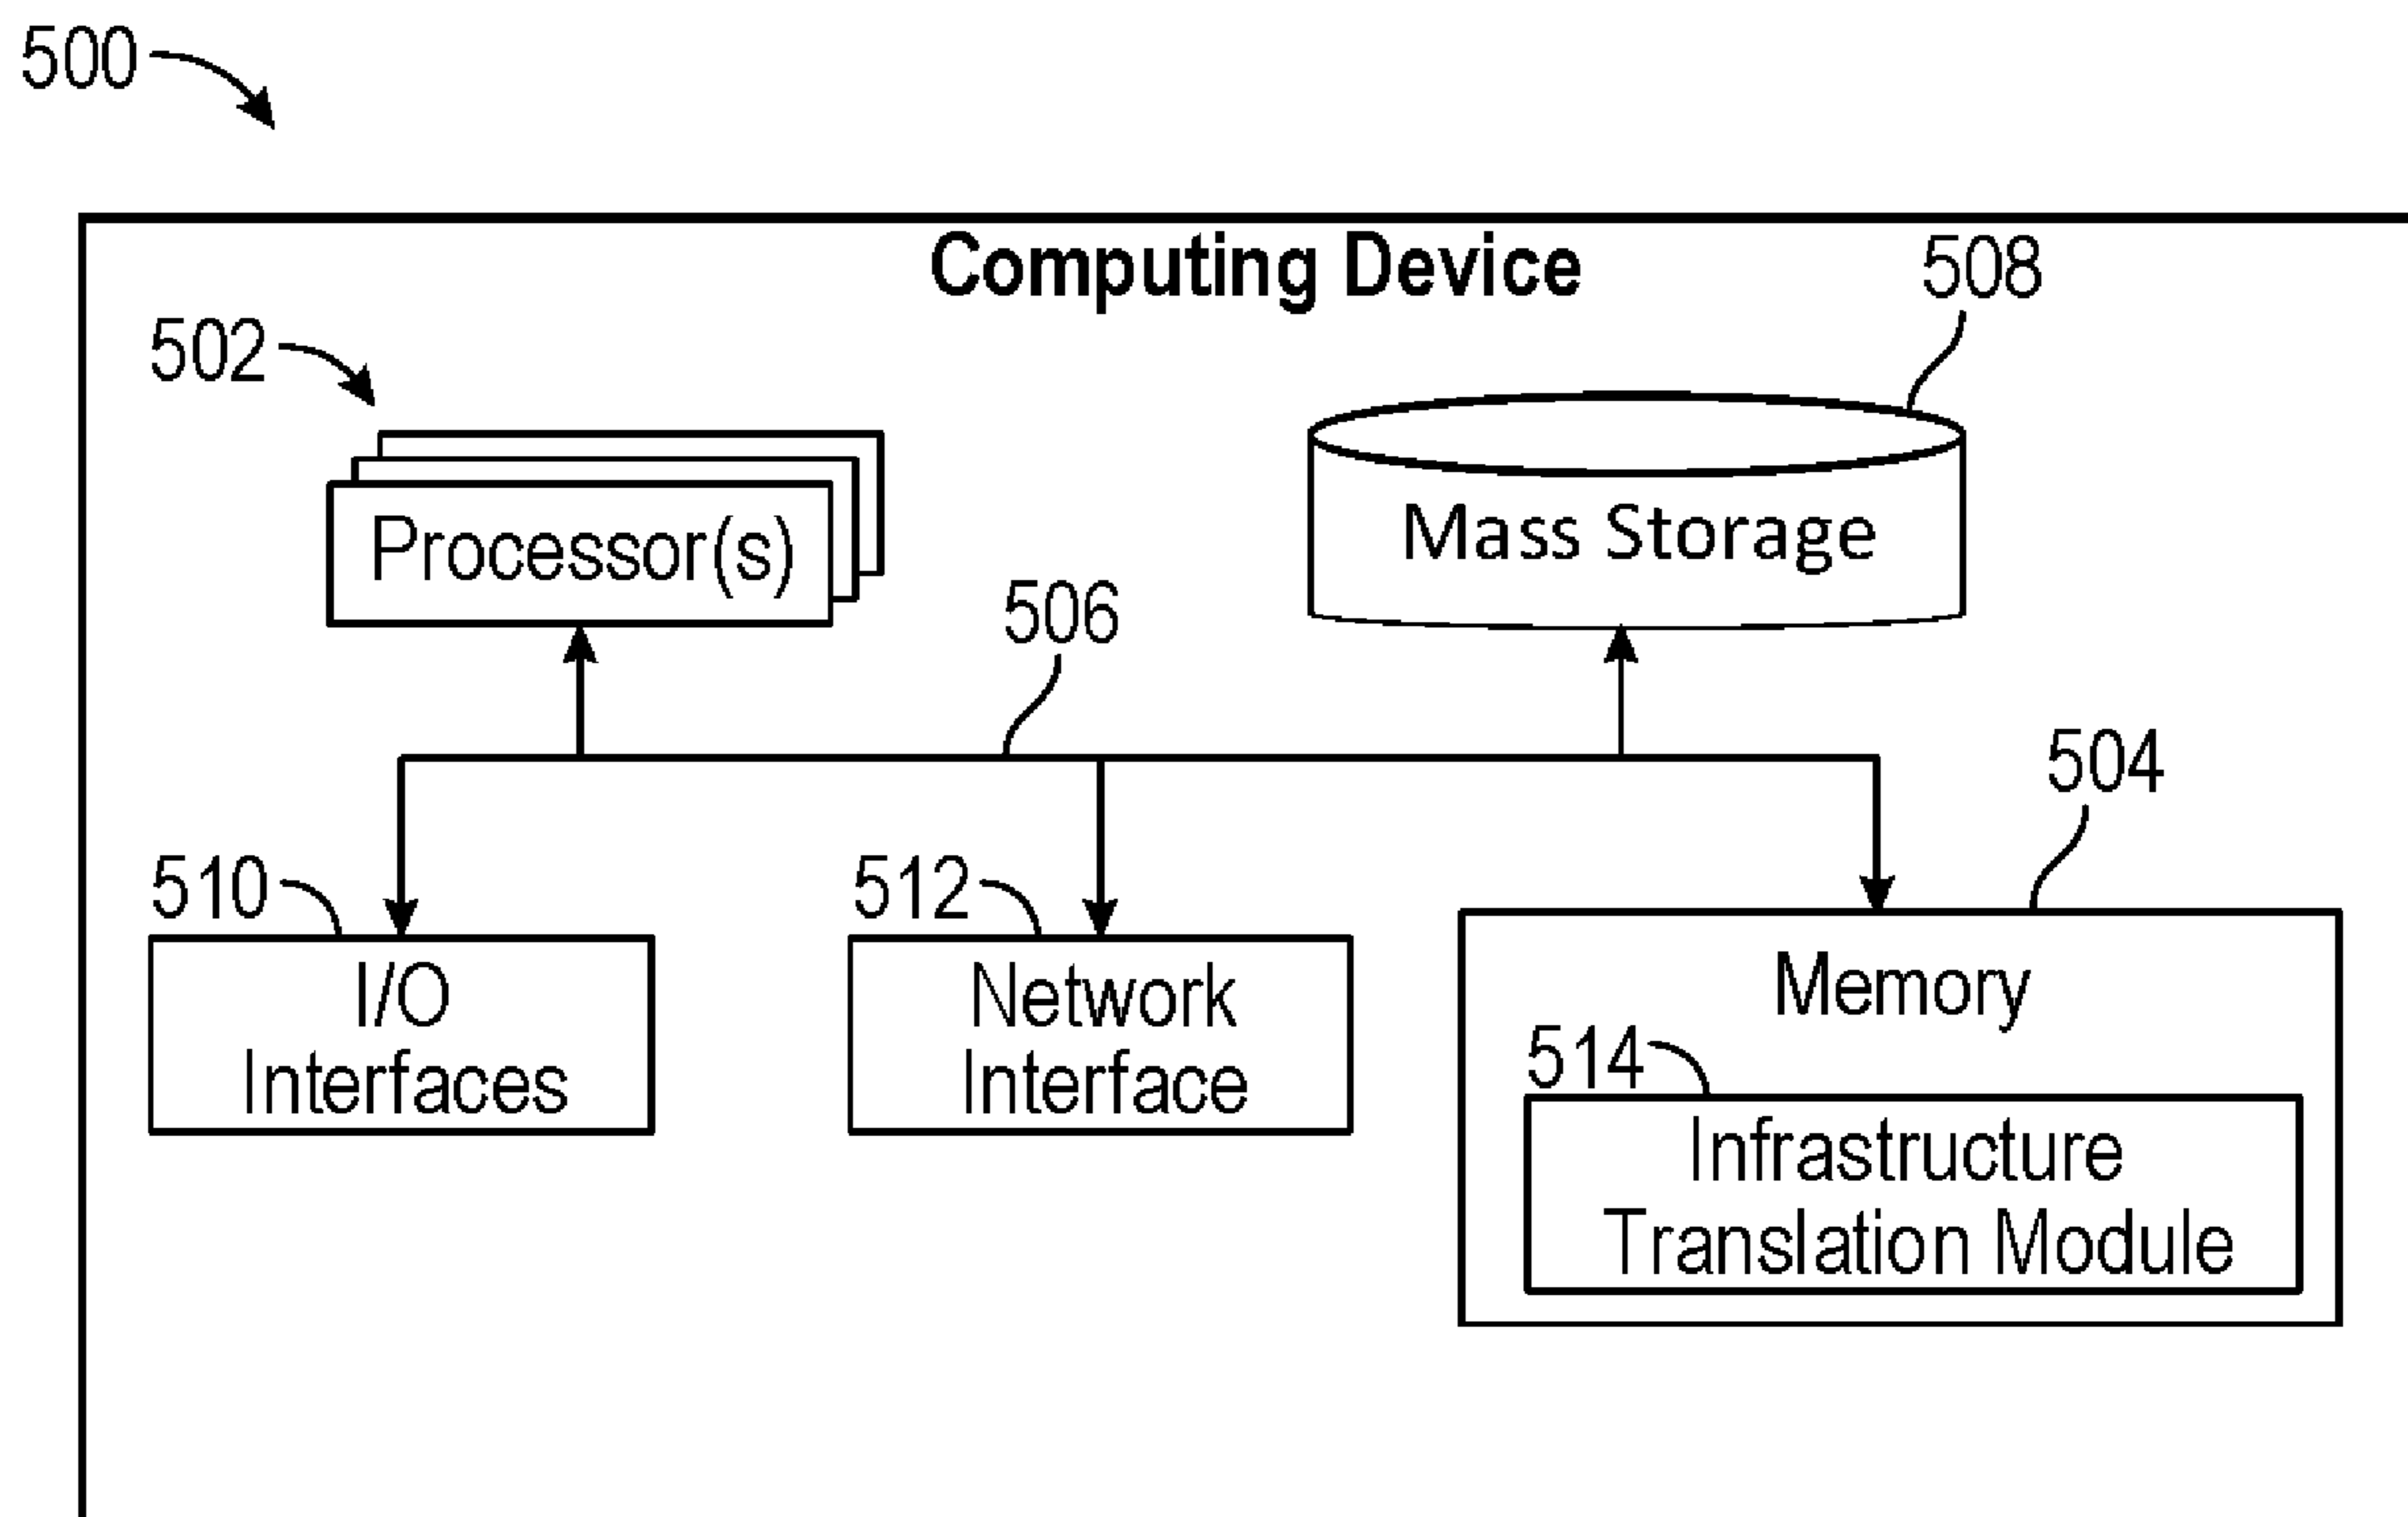 500
Computing Device
508
502
Processor(s)
Mass Storage
506
504
510
512
I/O
Interfaces
Network
Interface
Memory
514
Infrastructure
Translation Module